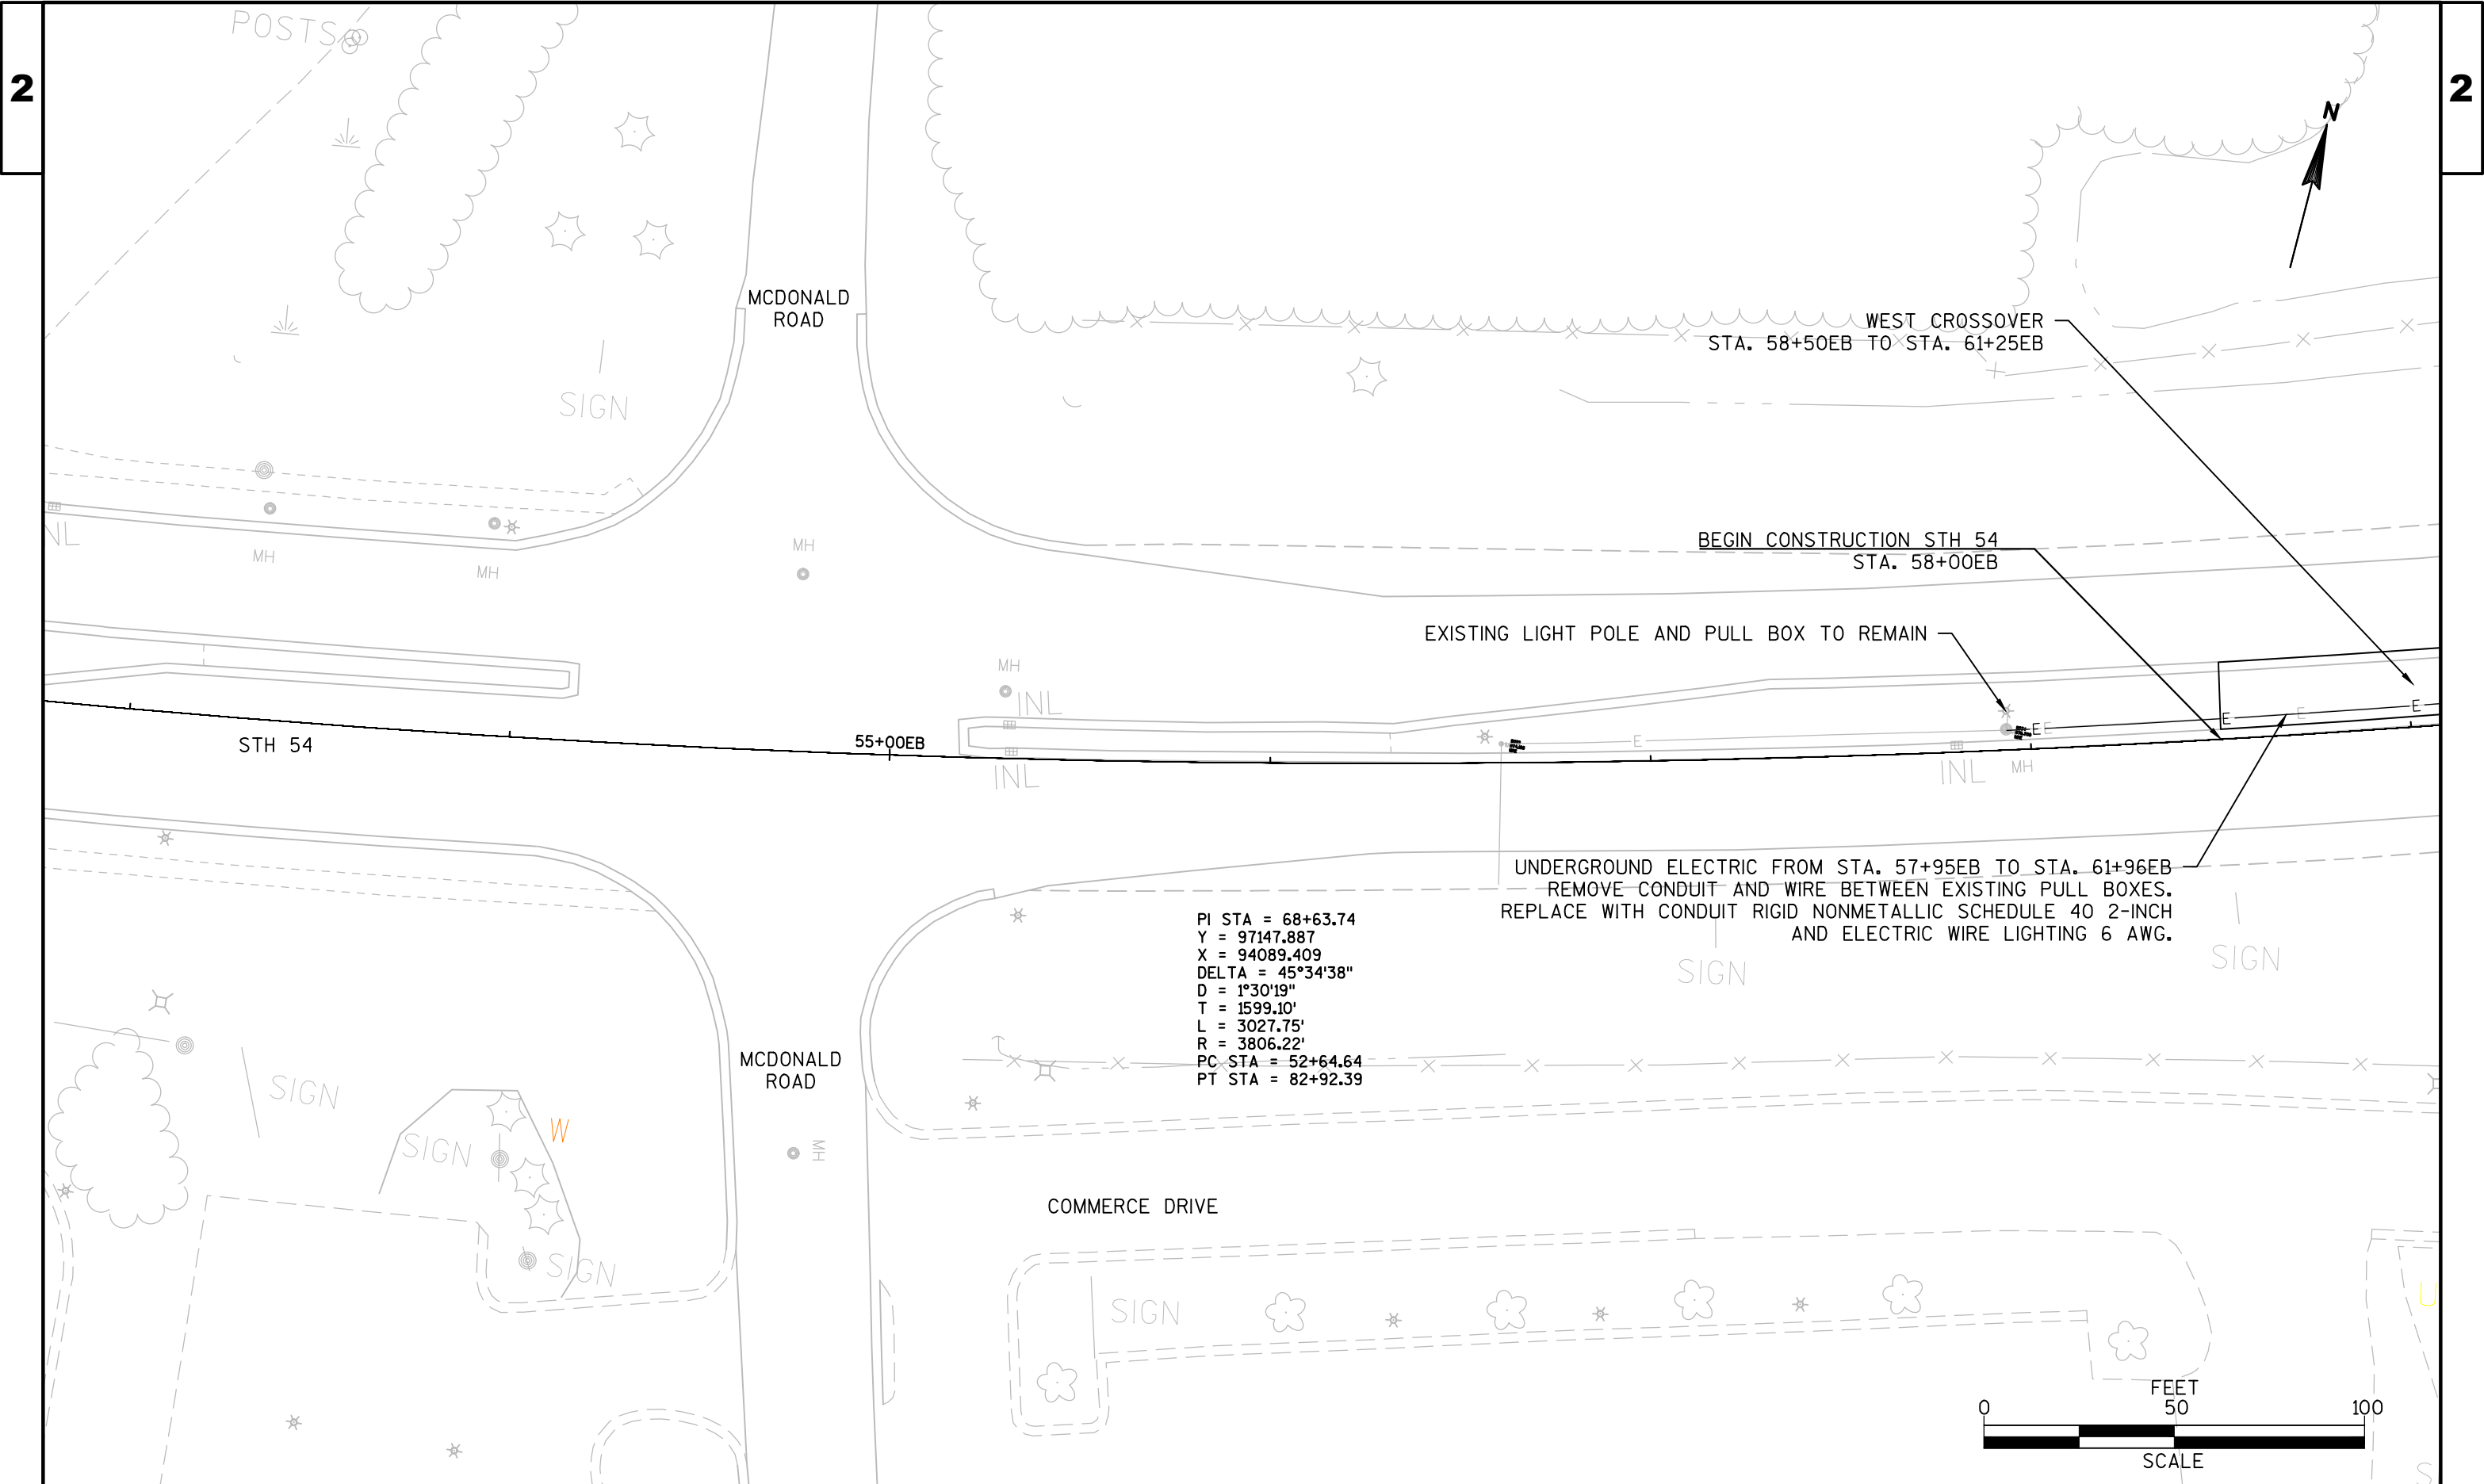 POSTS
2
2
N
MCDONALD
ROAD
WEST CROSSOVER
STA. 58+50EB TO STA. 61+25EB
SIGN
BEGIN CONSTRUCTION STH 54
STA. 58+00EB
MH
MH
MH
EXISTING LIGHT POLE AND PULL BOX TO REMAIN
MH
INL
E
E
E
E
E
E
STH 54
55+00EB
INL
INL
MH
UNDERGROUND ELECTRIC FROM STA. 57+95EB TO STA. 61+96EB
REMOVE CONDUIT AND WIRE BETWEEN EXISTING PULL BOXES.
REPLACE WITH CONDUIT RIGID NONMETALLIC SCHEDULE 40 2-INCH
AND ELECTRIC WIRE LIGHTING 6 AWG.
PI STA = 68+63.74
Y = 97147.887
X = 94089.409
DELTA = 45°34'38"
D = 1°30'19"
T = 1599.10'
L = 3027.75'
R = 3806.22'
PC STA = 52+64.64
PT STA = 82+92.39
SIGN
SIGN
MCDONALD
ROAD
SIGN
SIGN
W
MH
COMMERCE DRIVE
SIGN
SIGN
U
FEET
0 50 100
SCALE